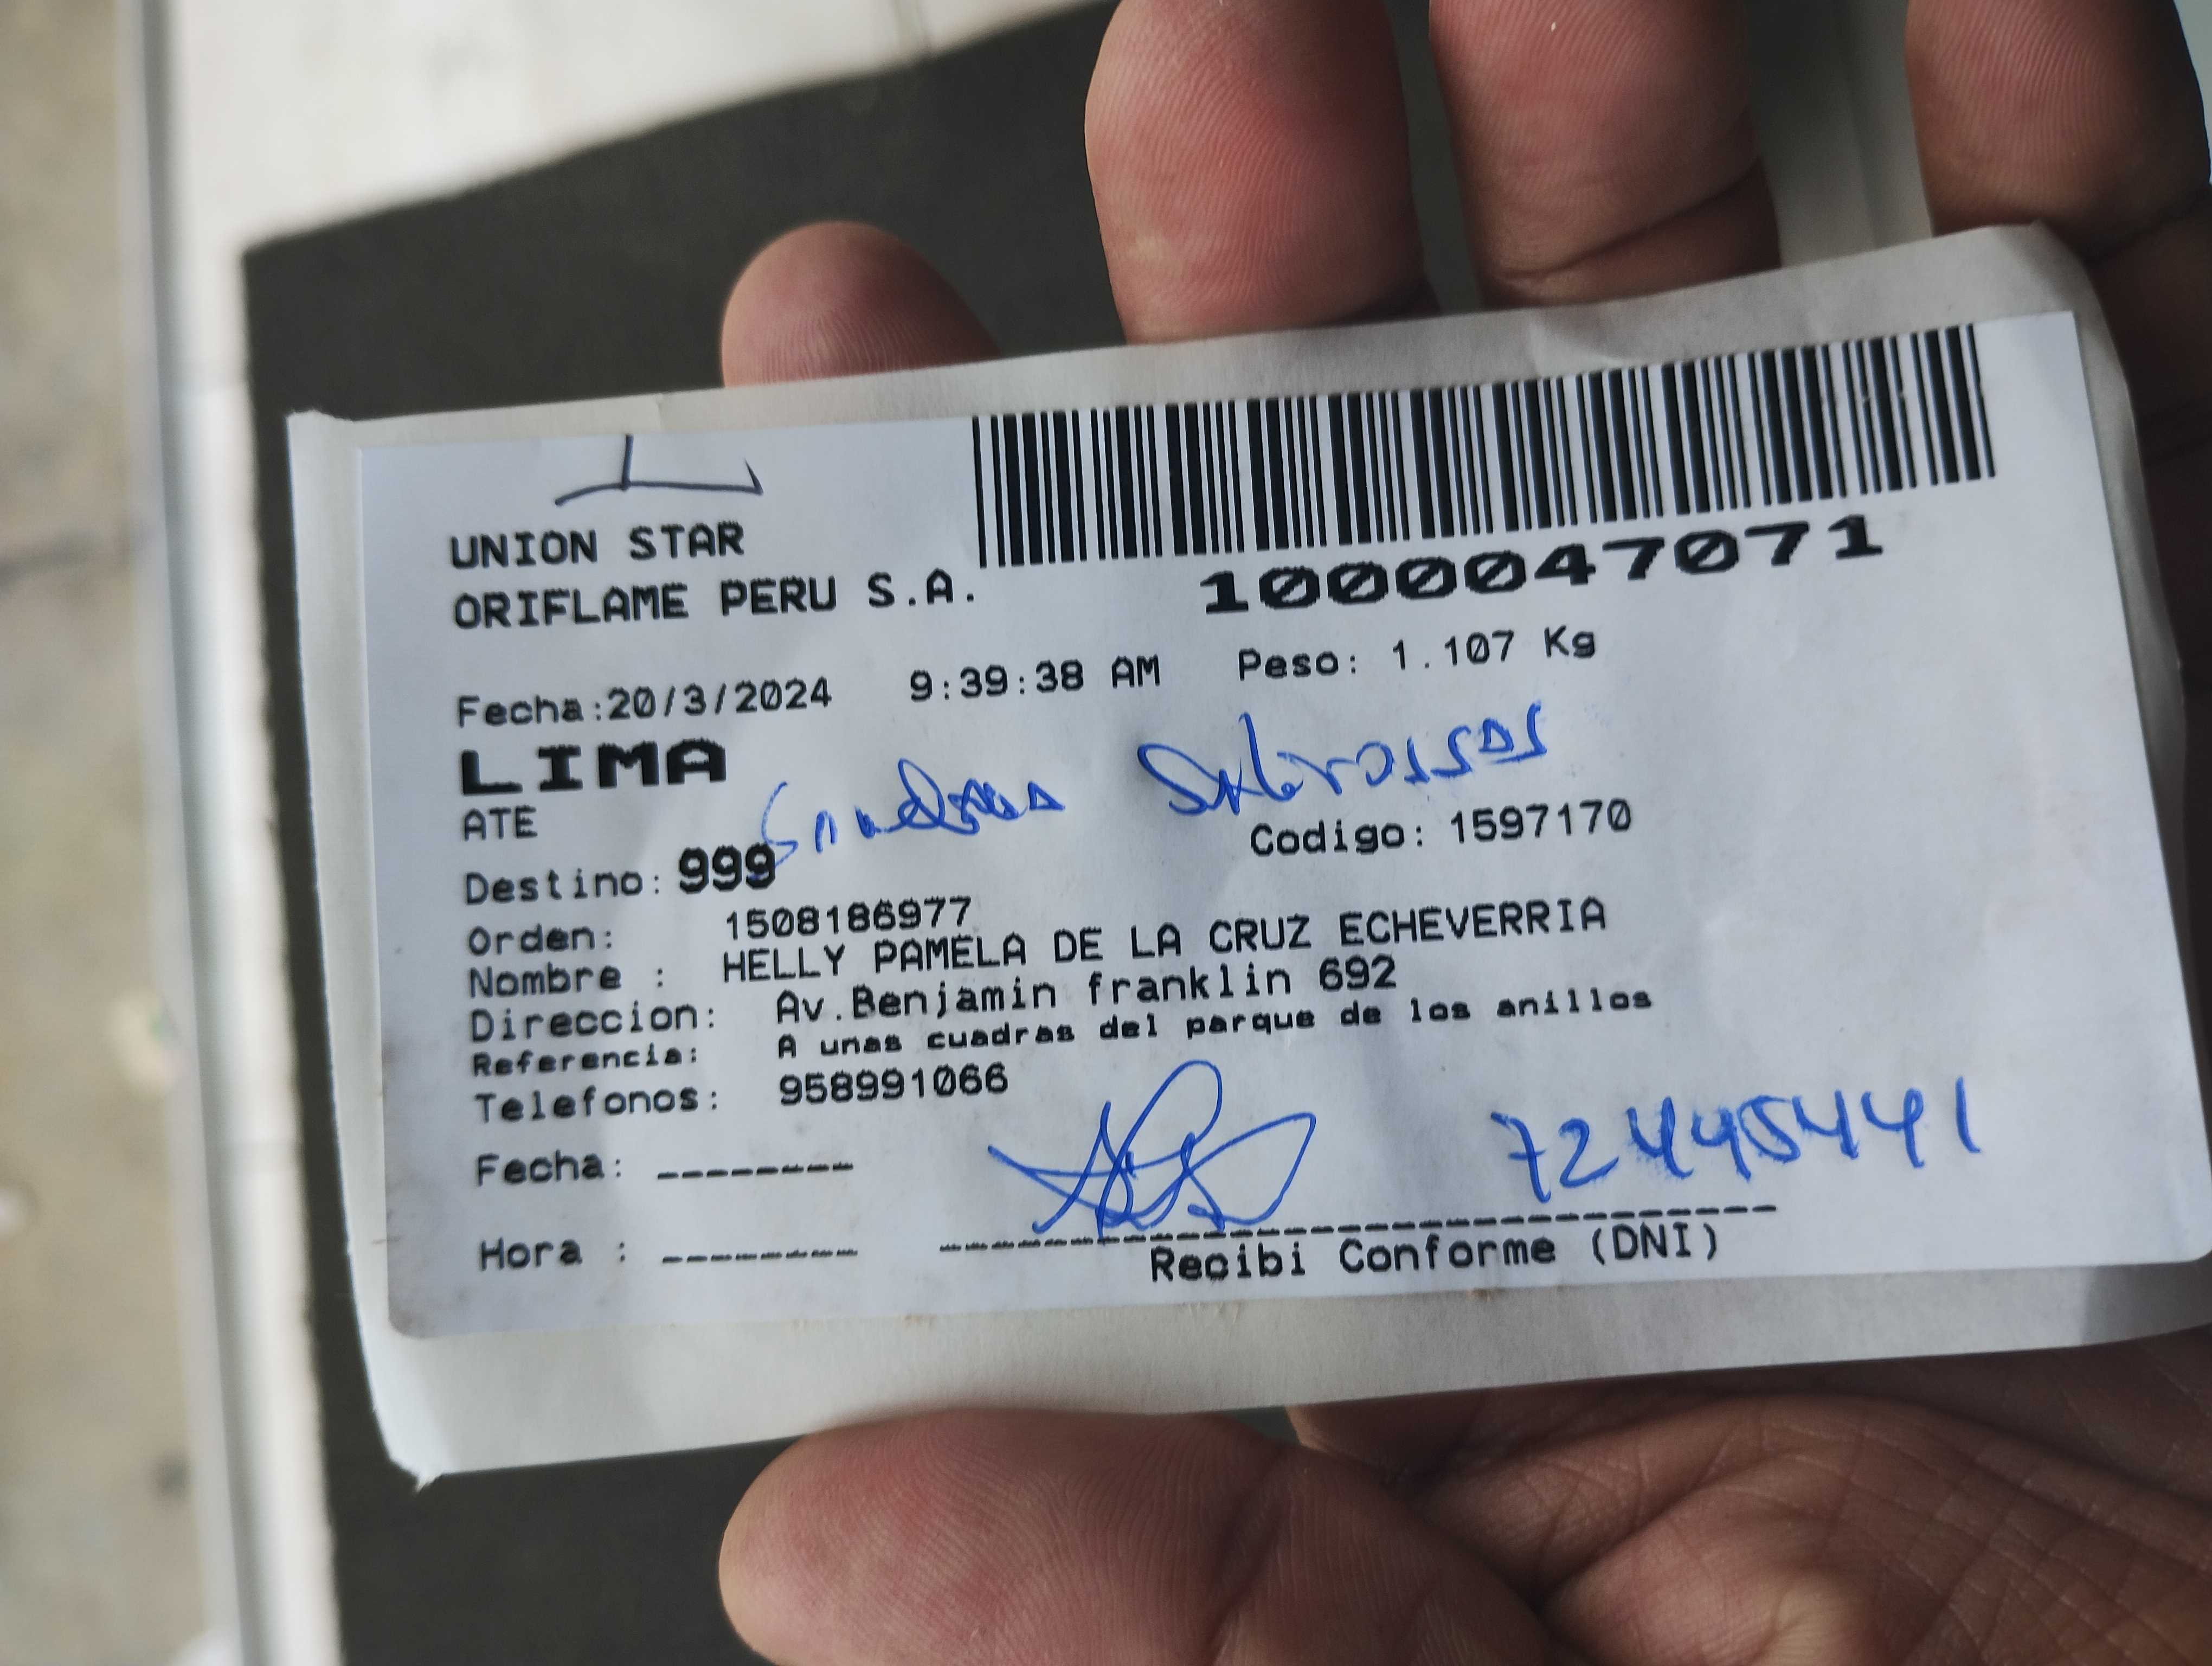 UNION STAR
ORIFLAME PERU S.A.
1000047071
Fecha:20/3/2024 9:39:38 AM Peso: 1.107 Kg
LIMA
ATE
Destino: 999 Codigo: 1597170
Orden: 1508186977
Nombre : HELLY PAMELA DE LA CRUZ ECHEVERRIA
Direccion: Av.Benjamin franklin 692
Referencia: A unas cuadras del parque de los anillos
Telefonos: 958991066
72445441
Fecha: --------
Hora : --------
Recibi Conforme (DNI)